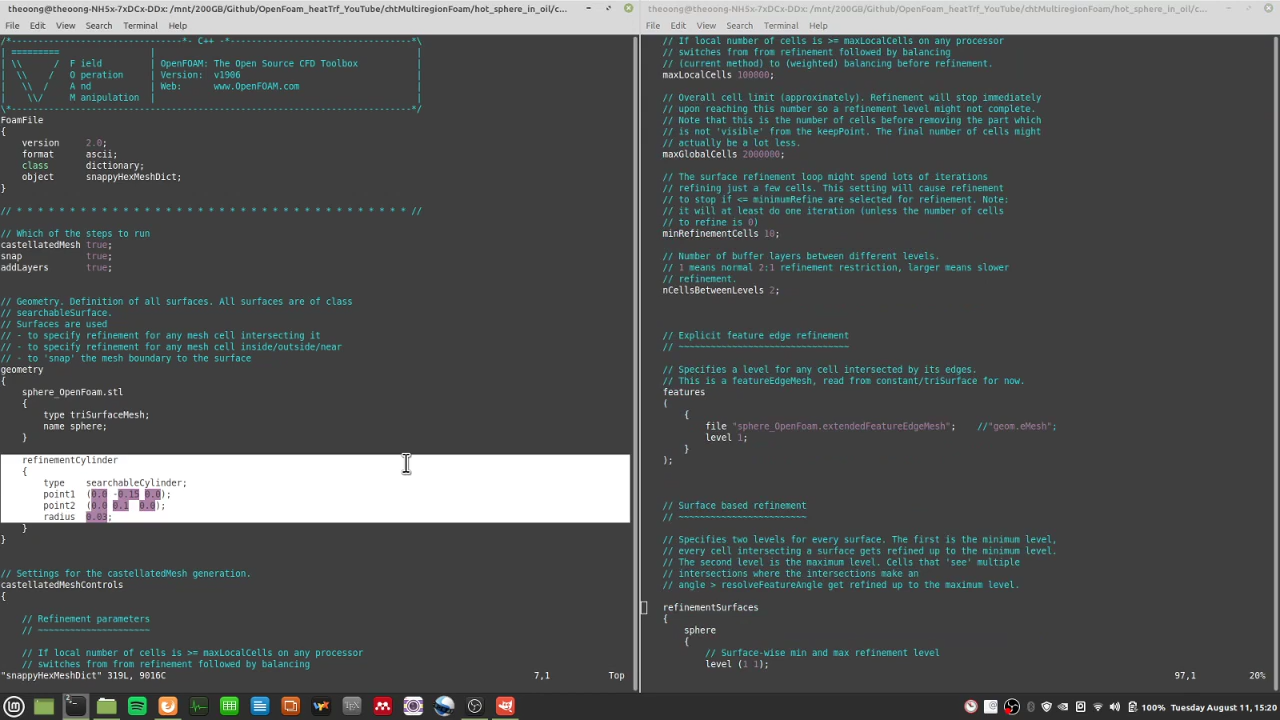 theoong@theoong-NH5x-7xDCx-DDx: /mnt/200GB/Github/OpenFoam_heatTrf_YouTube/chtMultiregionFoam/hot_sphere_in_oil/c...
File Edit View Search Terminal Help
/*--------------------------------*- C++ -*----------------------------------*\
| =========                 |                                                 |
| \\      /  F ield         | OpenFOAM: The Open Source CFD Toolbox           |
|  \\    /   O peration     | Version:  v1906                                 |
|   \\  /    A nd           | Web:      www.OpenFOAM.com                      |
|    \\/     M anipulation  |                                                 |
\*---------------------------------------------------------------------------*/
FoamFile
{
    version     2.0;
    format      ascii;
    class       dictionary;
    object      snappyHexMeshDict;
}
// * * * * * * * * * * * * * * * * * * * * * * * * * * * * * * * * * * * * * //
// Which of the steps to run
castellatedMesh true;
snap            true;
addLayers       true;
// Geometry. Definition of all surfaces. All surfaces are of class
// searchableSurface.
// Surfaces are used
// - to specify refinement for any mesh cell intersecting it
// - to specify refinement for any mesh cell inside/outside/near
// - to 'snap' the mesh boundary to the surface
geometry
{
    sphere_OpenFoam.stl
    {
        type triSurfaceMesh;
        name sphere;
    }
    refinementCylinder
    {
        type    searchableCylinder;
        point1  (0.0 -0.15 0.0);
        point2  (0.0 0.1  0.0);
        radius  0.03;
    }
}
// Settings for the castellatedMesh generation.
castellatedMeshControls
{
    // Refinement parameters
    // ~~~~~~~~~~~~~~~~~~~~~
    // If local number of cells is >= maxLocalCells on any processor
    // switches from from refinement followed by balancing
"snappyHexMeshDict" 319L, 9016C 7,1 Top
theoong@theoong-NH5x-7xDCx-DDx: /mnt/200GB/Github/OpenFoam_heatTrf_YouTube/chtMultiregionFoam/hot_sphere_in_oil/c...
File Edit View Search Terminal Help
    // If local number of cells is >= maxLocalCells on any processor
    // switches from from refinement followed by balancing
    // (current method) to (weighted) balancing before refinement.
    maxLocalCells 100000;
    // Overall cell limit (approximately). Refinement will stop immediately
    // upon reaching this number so a refinement level might not complete.
    // Note that this is the number of cells before removing the part which
    // is not 'visible' from the keepPoint. The final number of cells might
    // actually be a lot less.
    maxGlobalCells 2000000;
    // The surface refinement loop might spend lots of iterations
    // refining just a few cells. This setting will cause refinement
    // to stop if <= minimumRefine are selected for refinement. Note:
    // it will at least do one iteration (unless the number of cells
    // to refine is 0)
    minRefinementCells 10;
    // Number of buffer layers between different levels.
    // 1 means normal 2:1 refinement restriction, larger means slower
    // refinement.
    nCellsBetweenLevels 2;
    // Explicit feature edge refinement
    // ~~~~~~~~~~~~~~~~~~~~~~~~~~~~~~~~
    // Specifies a level for any cell intersected by its edges.
    // This is a featureEdgeMesh, read from constant/triSurface for now.
    features
    (
        {
            file "sphere_OpenFoam.extendedFeatureEdgeMesh";    //"geom.eMesh";
            level 1;
        }
    );
    // Surface based refinement
    // ~~~~~~~~~~~~~~~~~~~~~~~~
    // Specifies two levels for every surface. The first is the minimum level,
    // every cell intersecting a surface gets refined up to the minimum level.
    // The second level is the maximum level. Cells that 'see' multiple
    // intersections where the intersections make an
    // angle > resolveFeatureAngle get refined up to the maximum level.
    refinementSurfaces
    {
        sphere
        {
            // Surface-wise min and max refinement level
            level (1 1);
97,1 20%
100% Tuesday August 11, 15:20